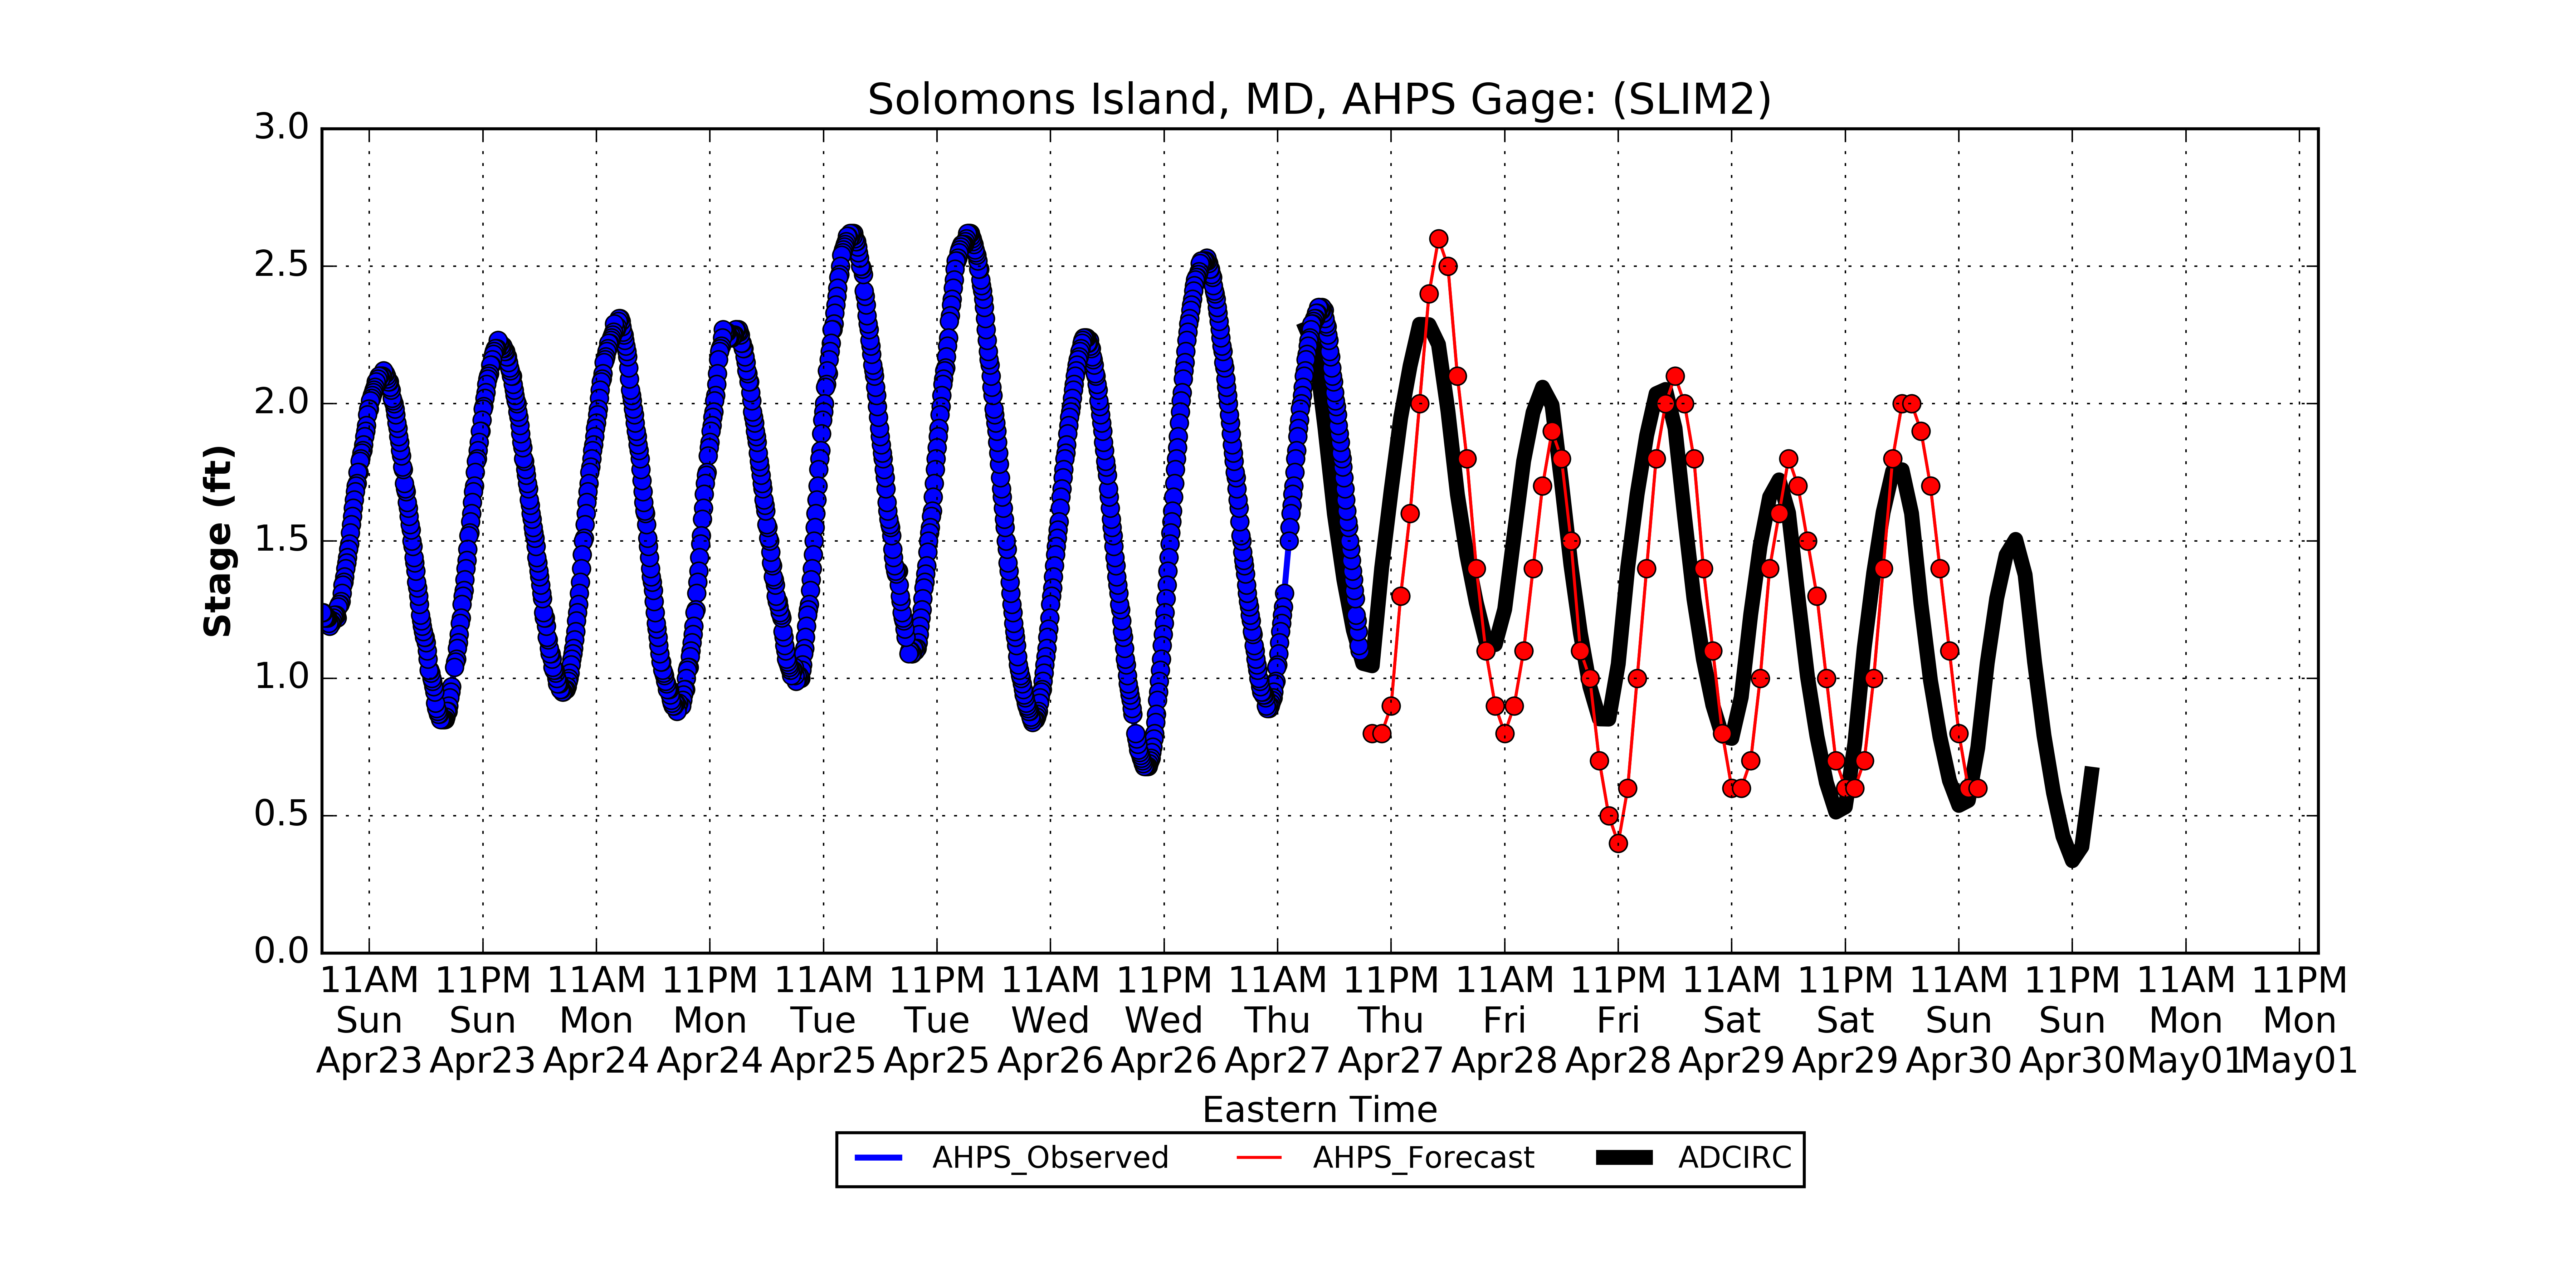 Solomons Island, MD, AHPS Gage: (SLIM2)
3.0
2.5
2.0
1.5
1.0
0.5
0.0
Stage (ft)
11AM 11PM 11AM 11PM 11AM 11PM 11AM 11PM 11AM 11PM 11AM 11PM 11AM 11PM 11AM 11PM 11AM 11PM
Sun Sun Mon Mon Tue Tue Wed Wed Thu Thu Fri Fri Sat Sat Sun Sun Mon Mon
Apr23 Apr23 Apr24 Apr24 Apr25 Apr25 Apr26 Apr26 Apr27 Apr27 Apr28 Apr28 Apr29 Apr29 Apr30 Apr30 May01 May01
Eastern Time
AHPS_Observed AHPS_Forecast ADCIRC